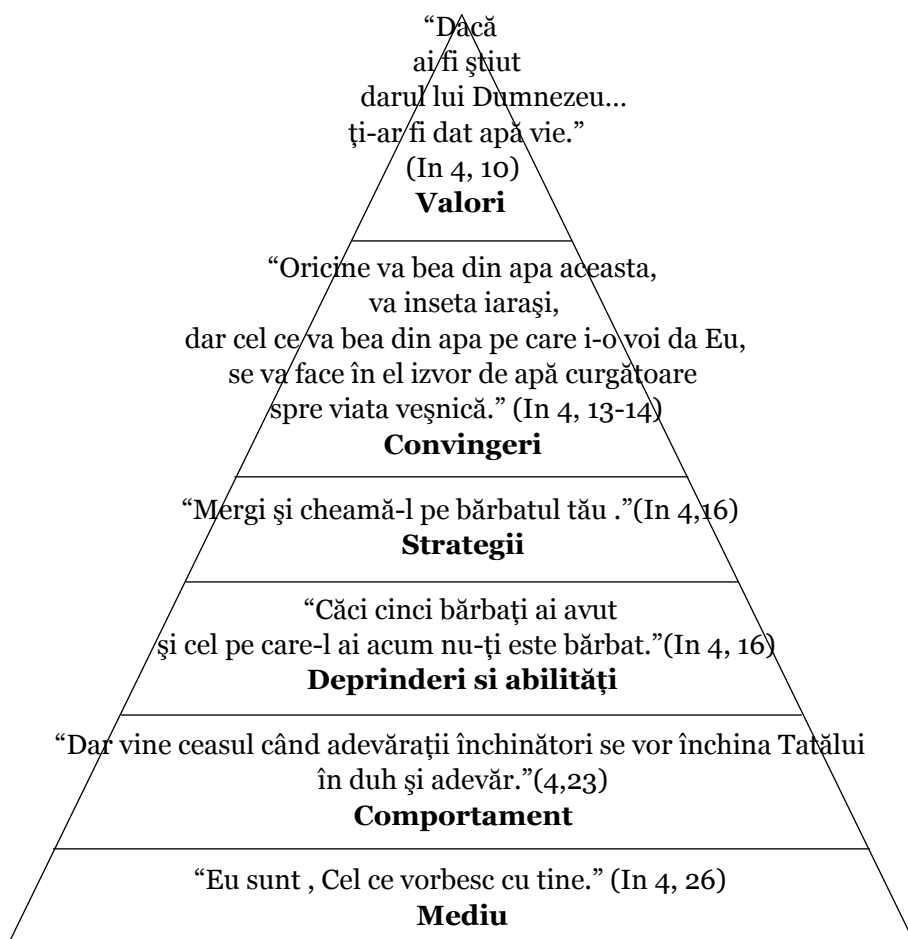 “Dacă
ai fi ştiut
darul lui Dumnezeu...
ți-ar fi dat apă vie.”
(In 4, 10)
Valori
“Oricine va bea din apa aceasta,
va inseta iaraşi,
dar cel ce va bea din apa pe care i-o voi da Eu,
se va face în el izvor de apă curgătoare
spre viata veşnică.” (In 4, 13-14)
Convingeri
“Mergi şi cheamă-l pe bărbatul tău .”(In 4,16)
Strategii
“Căci cinci bărbați ai avut
şi cel pe care-l ai acum nu-ți este bărbat.”(In 4, 16)
Deprinderi si abilități
“Dar vine ceasul când adevărații închinători se vor închina Tatălui
în duh şi adevăr.”(4,23)
Comportament
“Eu sunt , Cel ce vorbesc cu tine.” (In 4, 26)
Mediu